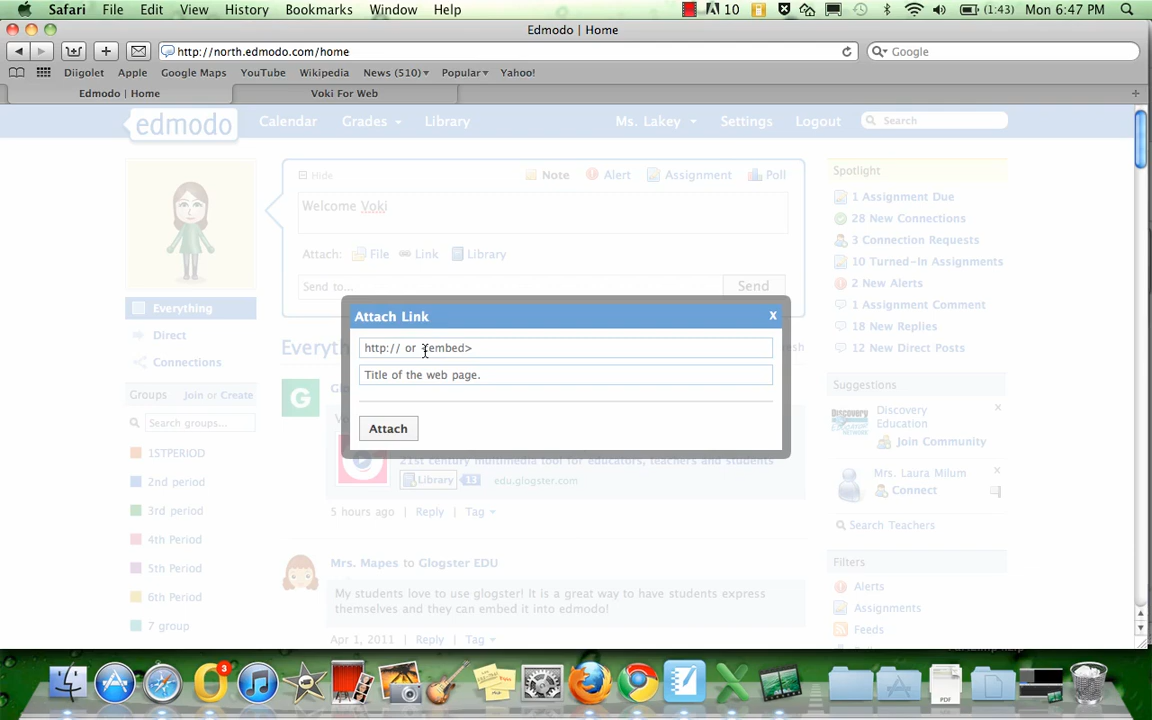 Safari File Edit View History Bookmarks Window Help 10 (1:43) Mon 6:47 PM
Edmodo | Home
http://north.edmodo.com/home Google
Diigolet Apple Google Maps YouTube Wikipedia News (510) Popular Yahoo!
Edmodo | Home Voki For Web
edmodo Calendar Grades Library Ms. Lakey Settings Logout Search
Hide Note Alert Assignment Poll
Welcome Voki
Attach: File Link Library
Send to... Send
Attach Link X
http:// or <embed>
Title of the web page.
Attach
Everything
Direct
Connections
Groups Join or Create
Search groups...
1STPERIOD
2nd period
3rd period
4th Period
5th Period
6th Period
7 group
21st century multimedia tool for educators, teachers and students
Library 13 edu.glogster.com
5 hours ago Reply Tag
Mrs. Mapes to Glogster EDU
My students love to use glogster! It is a great way to have students express
themselves and they can embed it into edmodo!
Apr 1, 2011 Reply Tag
Spotlight
1 Assignment Due
28 New Connections
3 Connection Requests
10 Turned-In Assignments
2 New Alerts
1 Assignment Comment
18 New Replies
12 New Direct Posts
Suggestions
Discovery
Education
Join Community
Mrs. Laura Milum
Connect
Search Teachers
Filters
Alerts
Assignments
Feeds
3